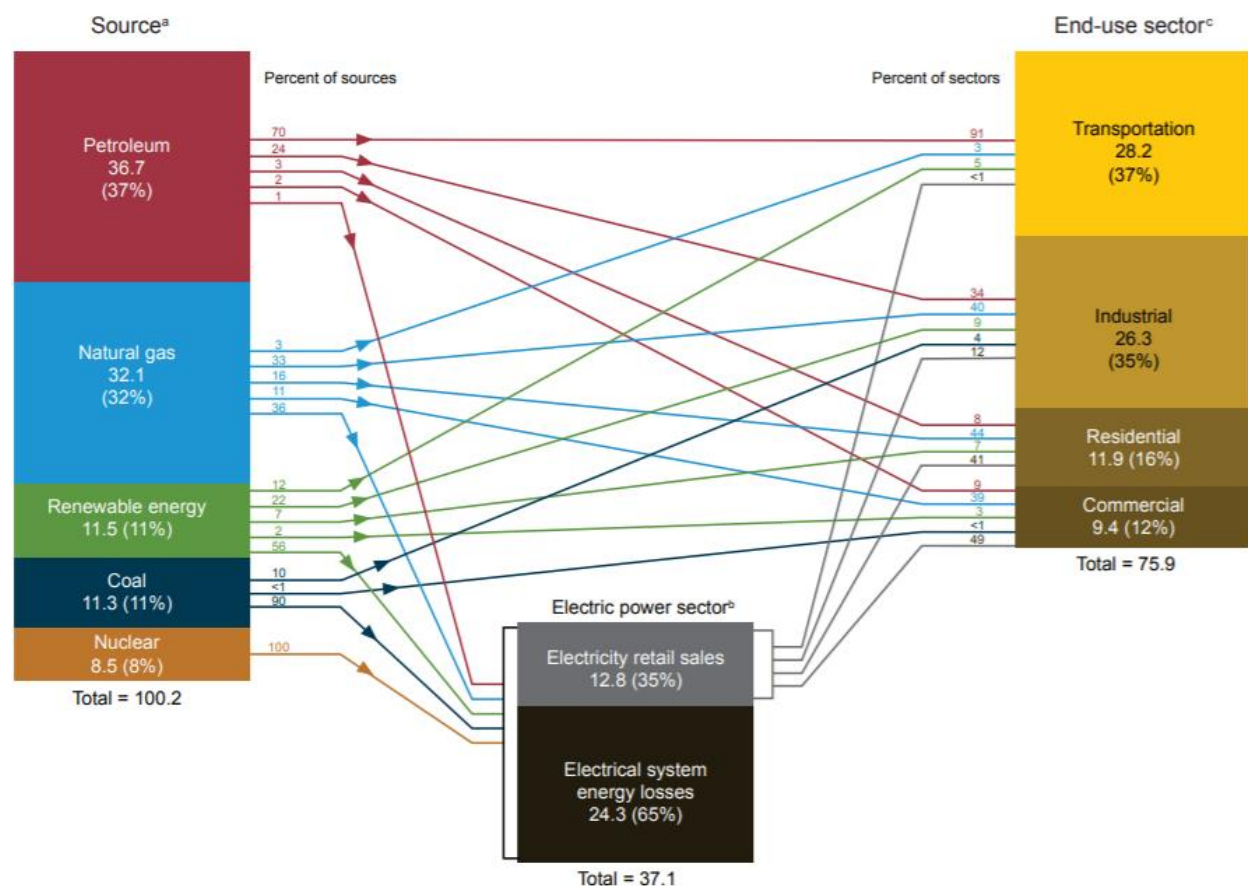 Sourceᵃ
End-use sectorᶜ
Percent of sources
Percent of sectors
Petroleum
36.7
(37%)
70
24
3
2
1
Natural gas
32.1
(32%)
3
33
16
11
36
Renewable energy
11.5 (11%)
12
22
7
2
56
Coal
11.3 (11%)
10
<1
90
Nuclear
8.5 (8%)
100
Total = 100.2
Electric power sectorᵇ
Electricity retail sales
12.8 (35%)
Electrical system
energy losses
24.3 (65%)
Total = 37.1
91
3
5
<1
Transportation
28.2
(37%)
34
40
9
4
12
Industrial
26.3
(35%)
8
44
7
41
Residential
11.9 (16%)
9
39
3
<1
49
Commercial
9.4 (12%)
Total = 75.9